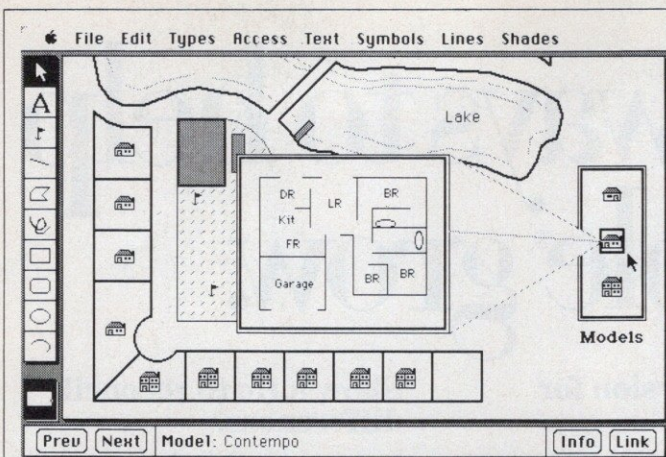 File Edit Types Access Text Symbols Lines Shades
A
Lake
DR
LR
BR
Kit
FR
Garage
BR
BR
Models
Prev
Next
Model: Contempo
Info
Link